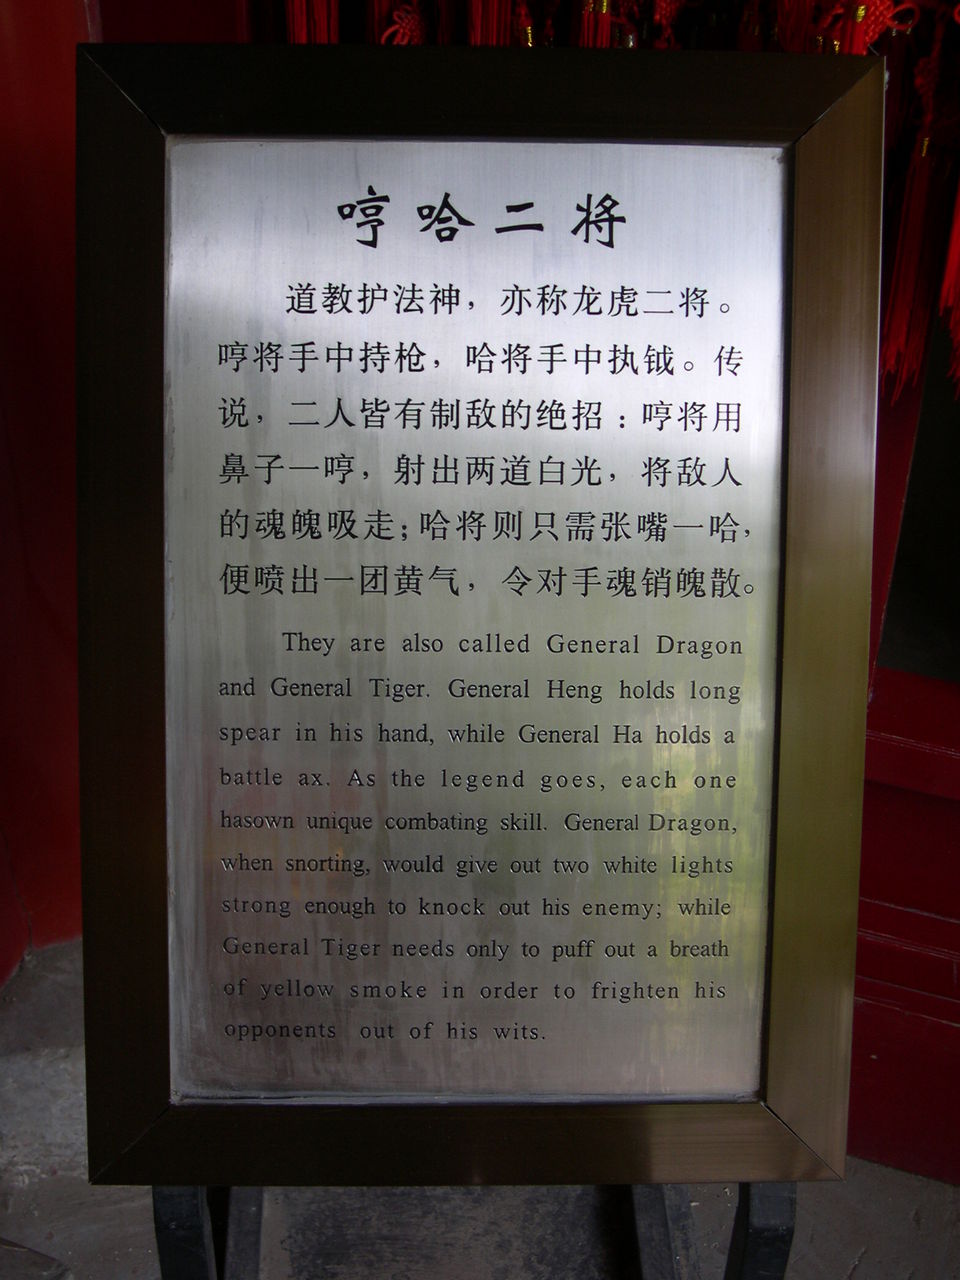 哼哈二将
道教护法神，亦称龙虎二将。
哼将手中持枪，哈将手中执钺。传
说，二人皆有制敌的绝招：哼将用
鼻子一哼，射出两道白光，将敌人
的魂魄吸走；哈将则只需张嘴一哈，
便喷出一团黄气，令对手魂销魄散。
They are also called General Dragon
and General Tiger. General Heng holds long
spear in his hand, while General Ha holds a
battle ax. As the legend goes, each one
hasown unique combating skill. General Dragon,
when snorting, would give out two white lights
strong enough to knock out his enemy; while
General Tiger needs only to puff out a breath
of yellow smoke in order to frighten his
opponents out of his wits.